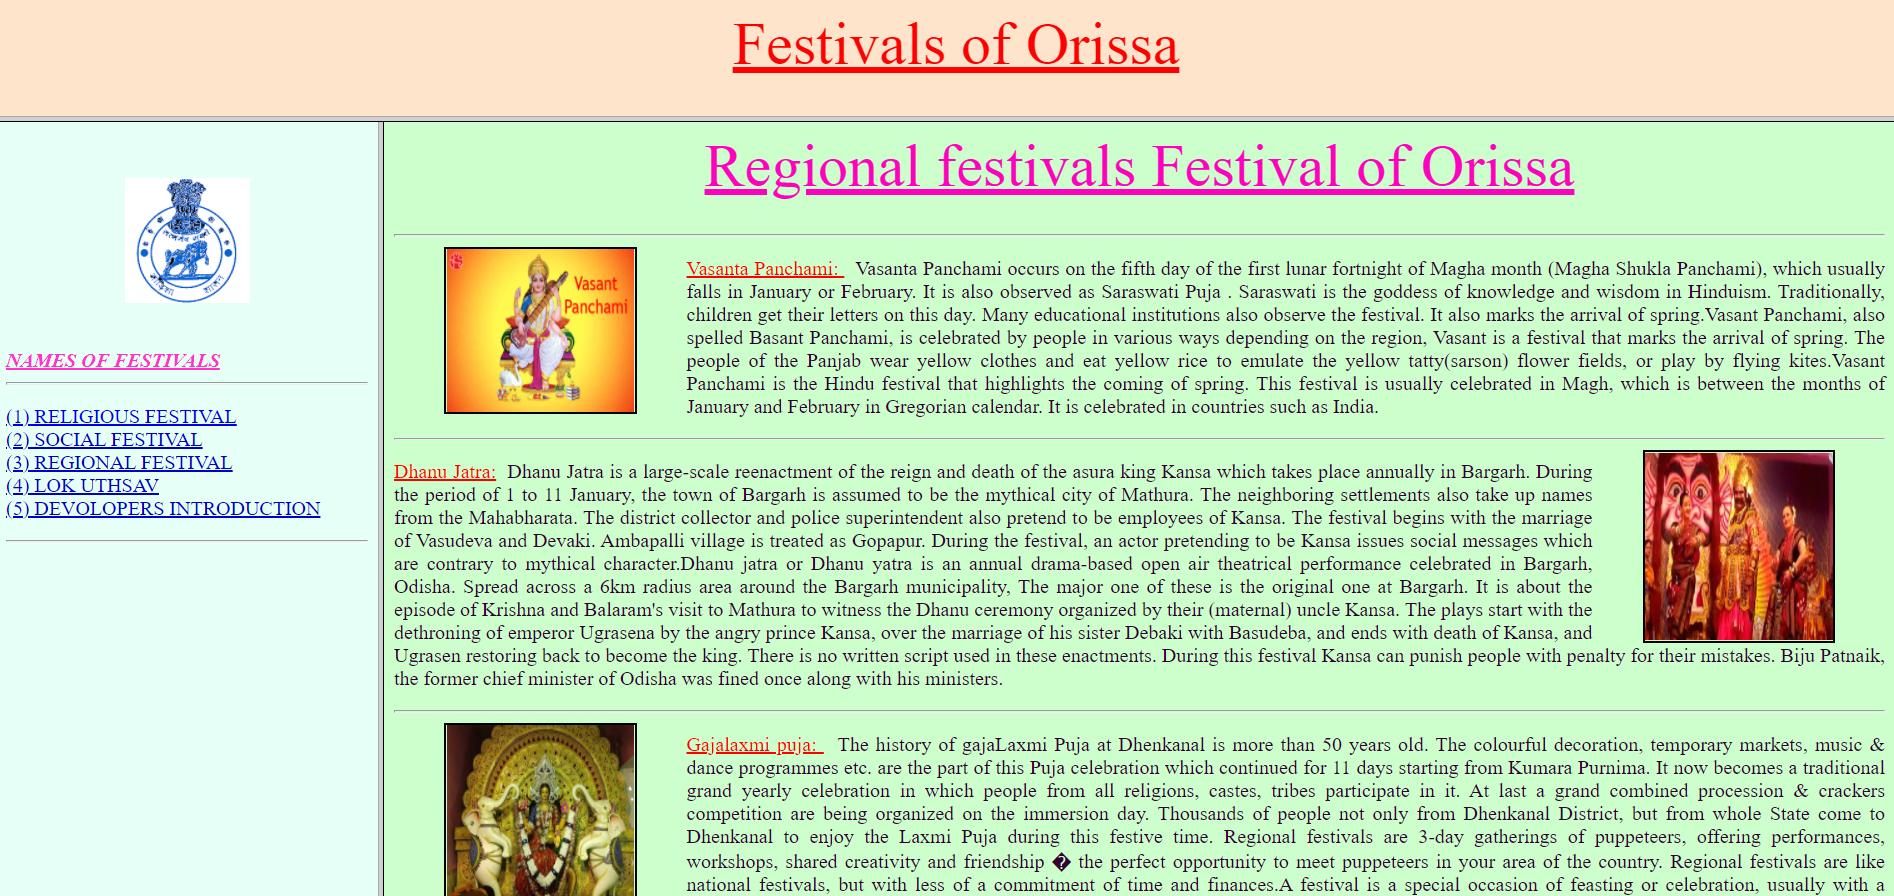 Festivals of Orissa
NAMES OF FESTIVALS
(1) RELIGIOUS FESTIVAL
(2) SOCIAL FESTIVAL
(3) REGIONAL FESTIVAL
(4) LOK UTHSAV
(5) DEVOLOPERS INTRODUCTION
Regional festivals Festival of Orissa
Vasant
Panchami
Vasanta Panchami: Vasanta Panchami occurs on the fifth day of the first lunar fortnight of Magha month (Magha Shukla Panchami), which usually
falls in January or February. It is also observed as Saraswati Puja . Saraswati is the goddess of knowledge and wisdom in Hinduism. Traditionally,
children get their letters on this day. Many educational institutions also observe the festival. It also marks the arrival of spring.Vasant Panchami, also
spelled Basant Panchami, is celebrated by people in various ways depending on the region, Vasant is a festival that marks the arrival of spring. The
people of the Panjab wear yellow clothes and eat yellow rice to emulate the yellow tatty(sarson) flower fields, or play by flying kites.Vasant
Panchami is the Hindu festival that highlights the coming of spring. This festival is usually celebrated in Magh, which is between the months of
January and February in Gregorian calendar. It is celebrated in countries such as India.
Dhanu Jatra: Dhanu Jatra is a large-scale reenactment of the reign and death of the asura king Kansa which takes place annually in Bargarh. During
the period of 1 to 11 January, the town of Bargarh is assumed to be the mythical city of Mathura. The neighboring settlements also take up names
from the Mahabharata. The district collector and police superintendent also pretend to be employees of Kansa. The festival begins with the marriage
of Vasudeva and Devaki. Ambapalli village is treated as Gopapur. During the festival, an actor pretending to be Kansa issues social messages which
are contrary to mythical character.Dhanu jatra or Dhanu yatra is an annual drama-based open air theatrical performance celebrated in Bargarh,
Odisha. Spread across a 6km radius area around the Bargarh municipality, The major one of these is the original one at Bargarh. It is about the
episode of Krishna and Balaram's visit to Mathura to witness the Dhanu ceremony organized by their (maternal) uncle Kansa. The plays start with the
dethroning of emperor Ugrasena by the angry prince Kansa, over the marriage of his sister Debaki with Basudeba, and ends with death of Kansa, and
Ugrasen restoring back to become the king. There is no written script used in these enactments. During this festival Kansa can punish people with penalty for their mistakes. Biju Patnaik,
the former chief minister of Odisha was fined once along with his ministers.
Gajalaxmi puja: The history of gajaLaxmi Puja at Dhenkanal is more than 50 years old. The colourful decoration, temporary markets, music &
dance programmes etc. are the part of this Puja celebration which continued for 11 days starting from Kumara Purnima. It now becomes a traditional
grand yearly celebration in which people from all religions, castes, tribes participate in it. At last a grand combined procession & crackers
competition are being organized on the immersion day. Thousands of people not only from Dhenkanal District, but from whole State come to
Dhenkanal to enjoy the Laxmi Puja during this festive time. Regional festivals are 3-day gatherings of puppeteers, offering performances,
workshops, shared creativity and friendship � the perfect opportunity to meet puppeteers in your area of the country. Regional festivals are like
national festivals, but with less of a commitment of time and finances.A festival is a special occasion of feasting or celebration, usually with a